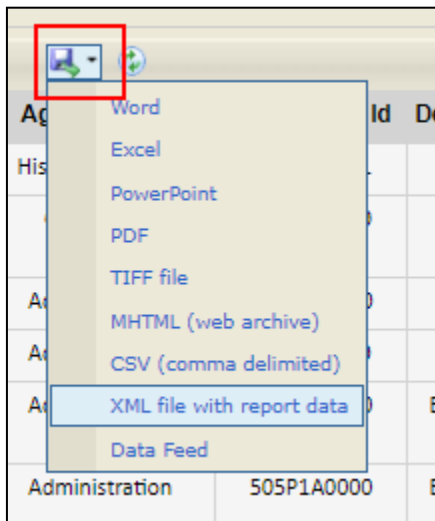 Id
Word
Excel
PowerPoint
PDF
TIFF file
MHTML (web archive)
CSV (comma delimited)
XML file with report data
Data Feed
Administration 505P1A0000